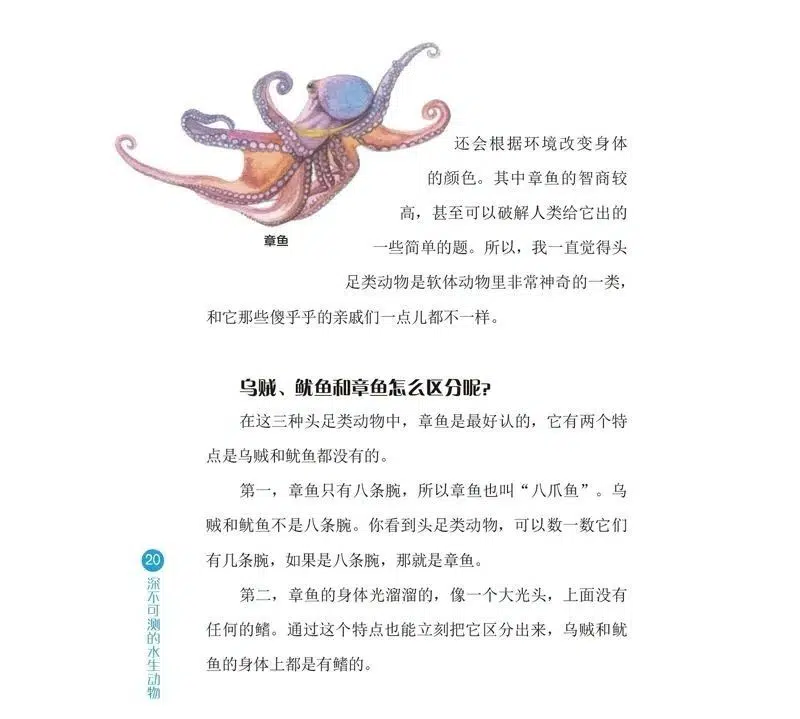 还会根据环境改变身体
的颜色。其中章鱼的智商较
高，甚至可以破解人类给它出的
一些简单的题。所以，我一直觉得头
足类动物是软体动物里非常神奇的一类，
和它那些傻乎乎的亲戚们一点儿都不一样。
章鱼
乌贼、鱿鱼和章鱼怎么区分呢?
在这三种头足类动物中，章鱼是最好认的，它有两个特
点是乌贼和鱿鱼都没有的。
第一，章鱼只有八条腕，所以章鱼也叫“八爪鱼”。乌
贼和鱿鱼不是八条腕。你看到头足类动物，可以数一数它们
有几条腕，如果是八条腕，那就是章鱼。
第二，章鱼的身体光溜溜的，像一个大光头，上面没有
任何的鳍。通过这个特点也能立刻把它区分出来，乌贼和鱿
鱼的身体上都是有鳍的。
20
深不可测的水生动物